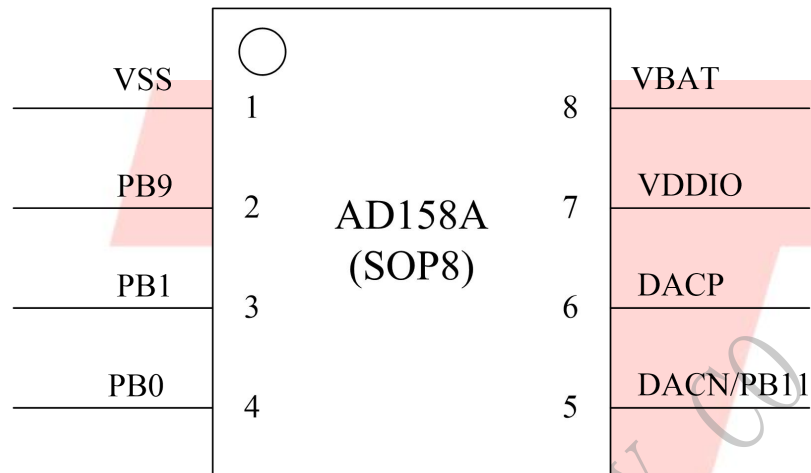 VSS 1 8 VBAT
PB9 2 7 VDDIO
AD158A
(SOP8)
PB1 3 6 DACP
PB0 4 5 DACN/PB11
CO